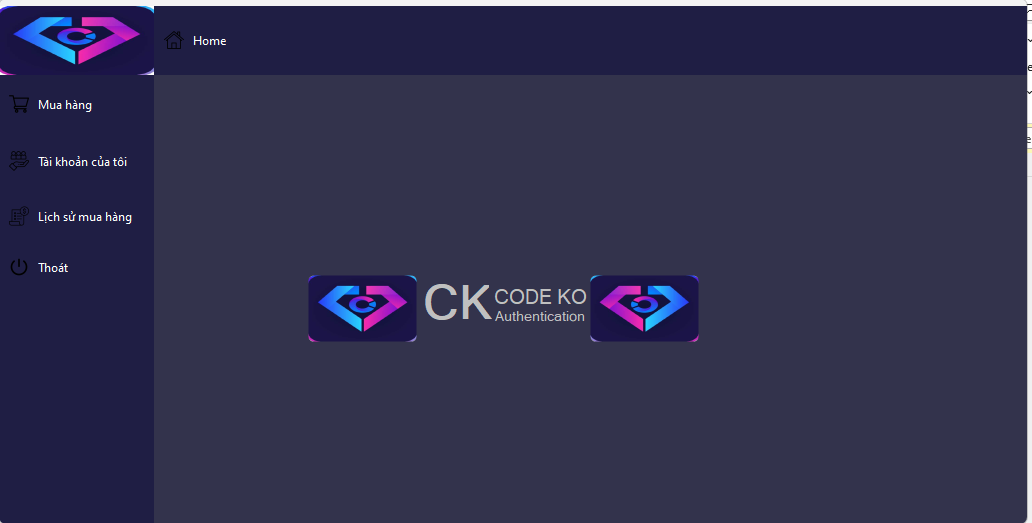 Home
Mua hàng
Tài khoản của tôi
Lịch sử mua hàng
Thoát
CK CODE KO
Authentication